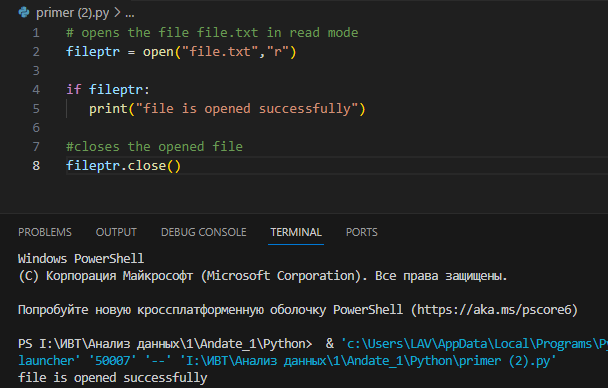 primer (2).py > ...
1 # opens the file file.txt in read mode
2 fileptr = open("file.txt","r")
3
4 if fileptr:
5    print("file is opened successfully")
6
7 #closes the opened file
8 fileptr.close()
PROBLEMS OUTPUT DEBUG CONSOLE TERMINAL PORTS
Windows PowerShell
(C) Корпорация Майкрософт (Microsoft Corporation). Все права защищены.
Попробуйте новую кроссплатформенную оболочку PowerShell (https://aka.ms/pscore6)
PS I:\ИВТ\Анализ данных\1\Andate_1\Python>  & 'c:\Users\LAV\AppData\Local\Programs\Py
launcher' '50007' '--' 'I:\ИВТ\Анализ данных\1\Andate_1\Python\primer (2).py'
file is opened successfully